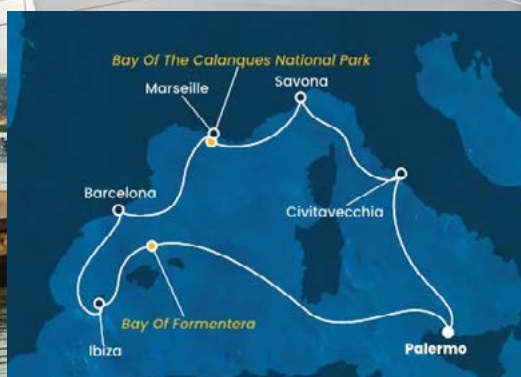 Bay Of The Calanques National Park
Marseille
Savona
Barcelona
Civitavecchia
Bay Of Formentera
Ibiza
Palermo